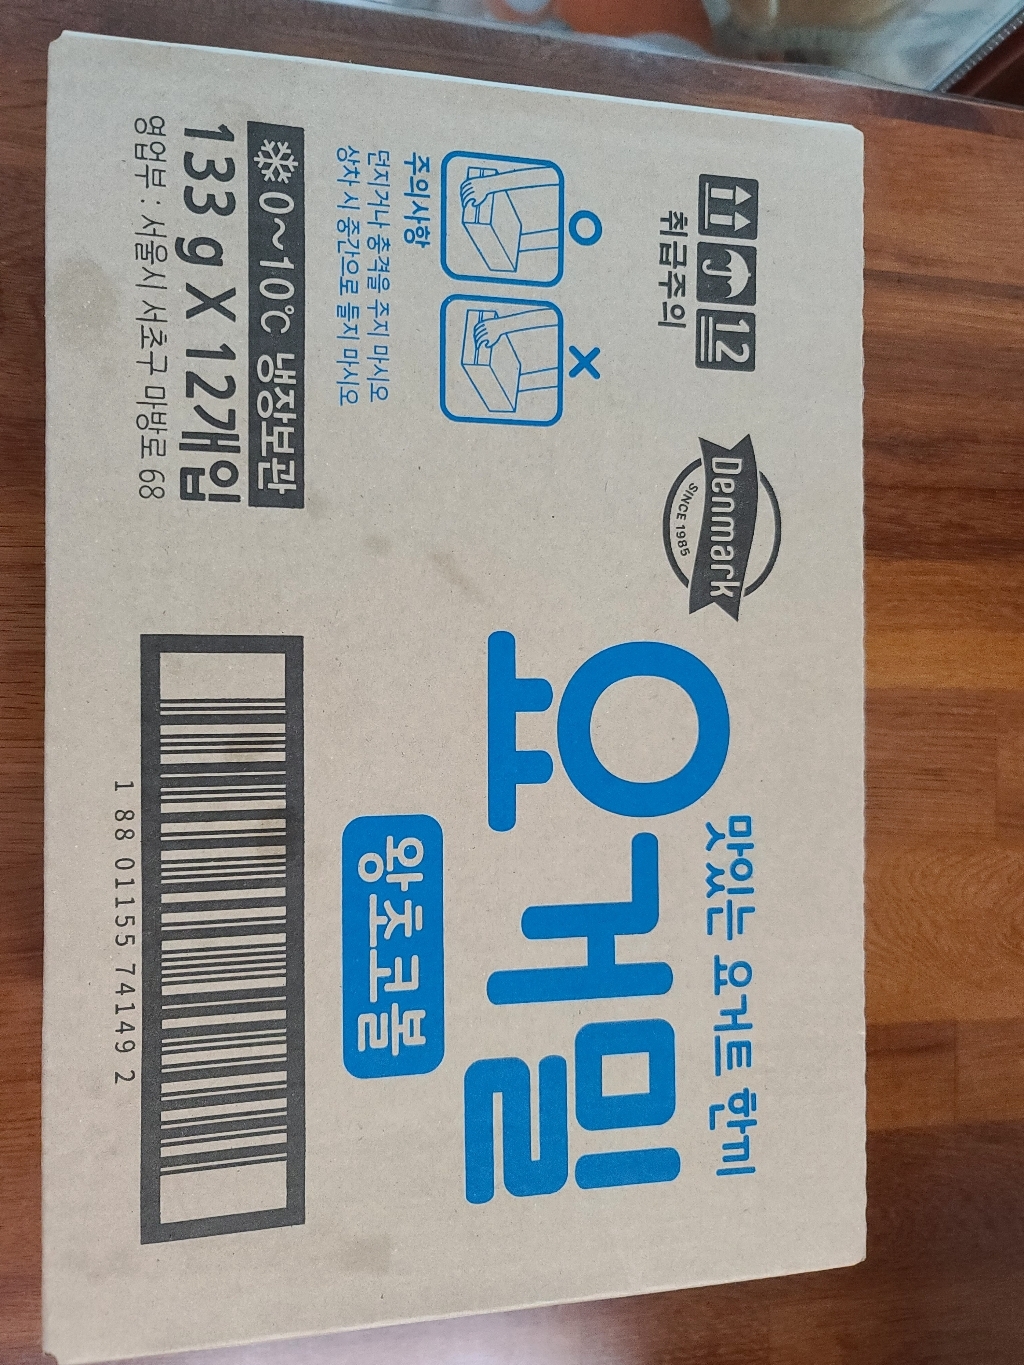 12
취급주의
Denmark
SINCE 1985
맛있는 요거트 한끼
요거밀
왕초코볼
주의사항
던지거나 충격을 주지 마시오
상차 시 중간으로 들지 마시오
0~10℃ 냉장보관
133 g X 12개입
영업부 : 서울시 서초구 마방로 68
1 88 01155 74149 2